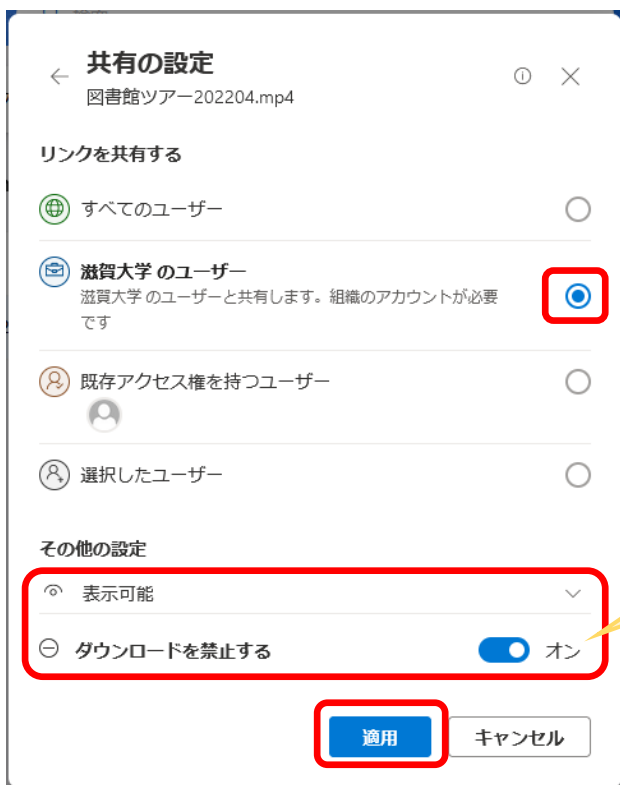 共有の設定
図書館ツアー202204.mp4
リンクを共有する
すべてのユーザー
滋賀大学 のユーザー
滋賀大学 のユーザーと共有します。組織のアカウントが必要
です
既存アクセス権を持つユーザー
選択したユーザー
その他の設定
表示可能
ダウンロードを禁止する オン
適用 キャンセル